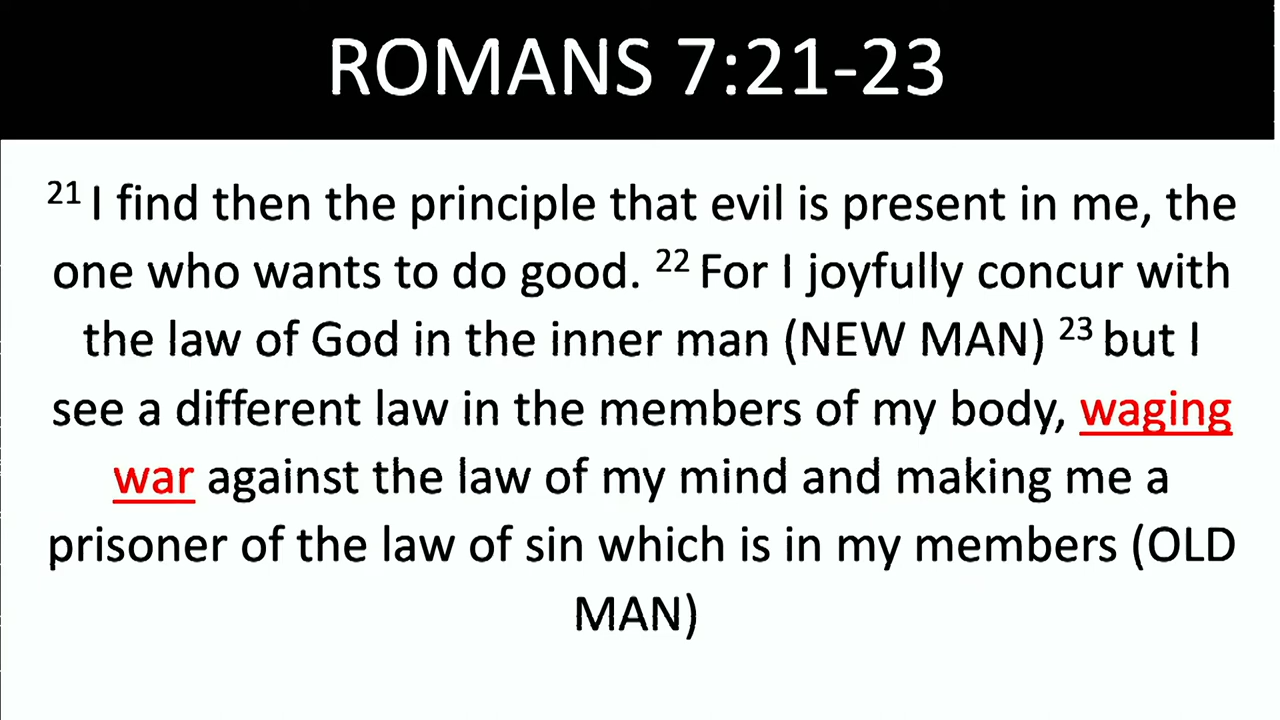 ROMANS 7:21-23
21 I find then the principle that evil is present in me, the
one who wants to do good. 22 For I joyfully concur with
the law of God in the inner man (NEW MAN) 23 but I
see a different law in the members of my body, waging
war against the law of my mind and making me a
prisoner of the law of sin which is in my members (OLD
MAN)